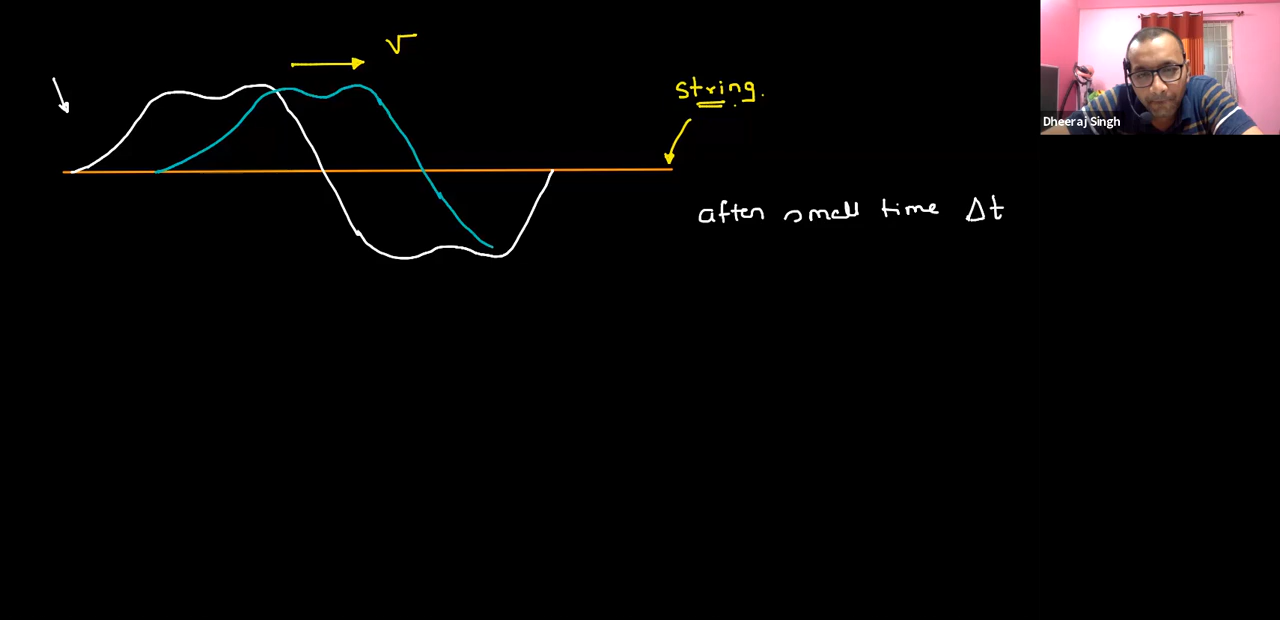 v
string.
after small time Δt
Dheeraj Singh